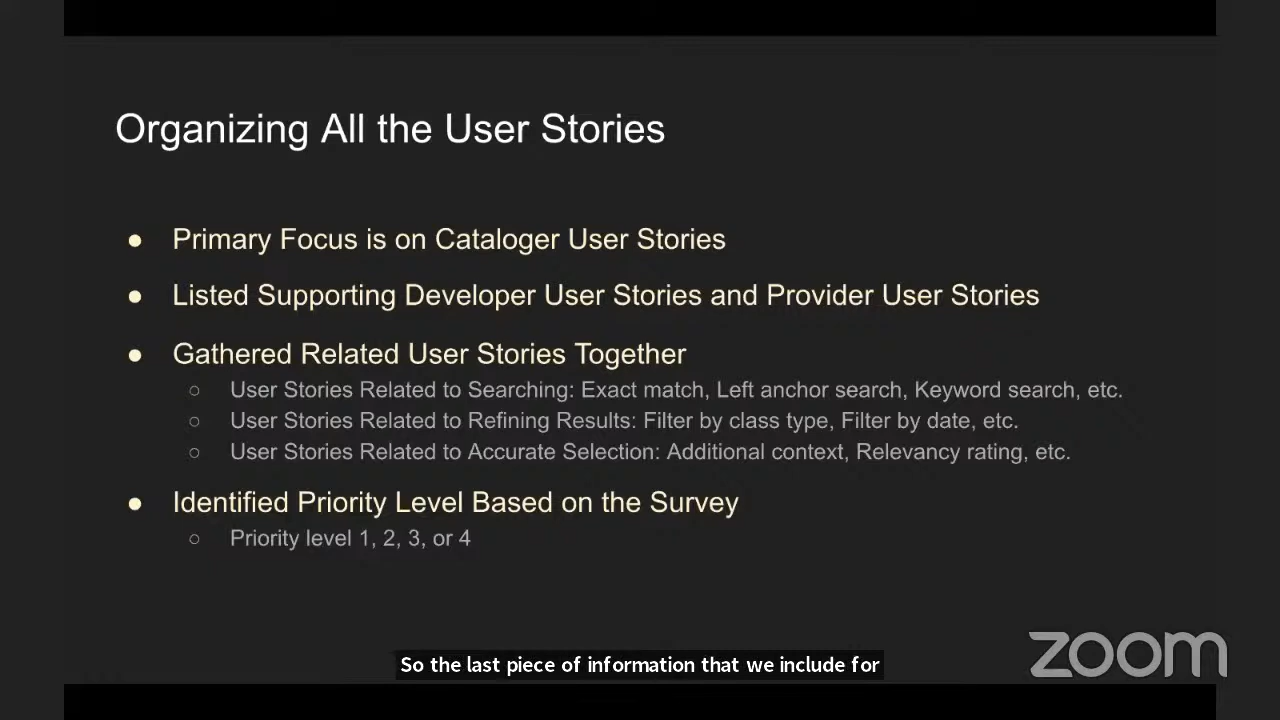 Organizing All the User Stories
● Primary Focus is on Cataloger User Stories
● Listed Supporting Developer User Stories and Provider User Stories
● Gathered Related User Stories Together
○ User Stories Related to Searching: Exact match, Left anchor search, Keyword search, etc.
○ User Stories Related to Refining Results: Filter by class type, Filter by date, etc.
○ User Stories Related to Accurate Selection: Additional context, Relevancy rating, etc.
● Identified Priority Level Based on the Survey
○ Priority level 1, 2, 3, or 4
So the last piece of information that we include for
zoom